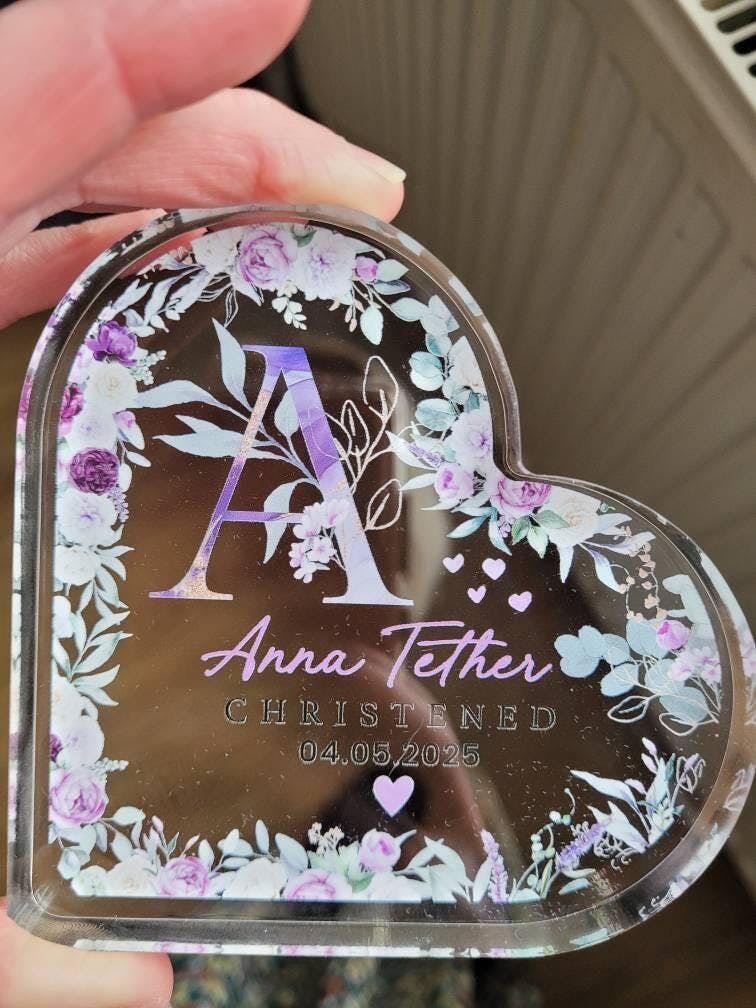 A
Anna Tether
CHRISTENED
04.05.2025